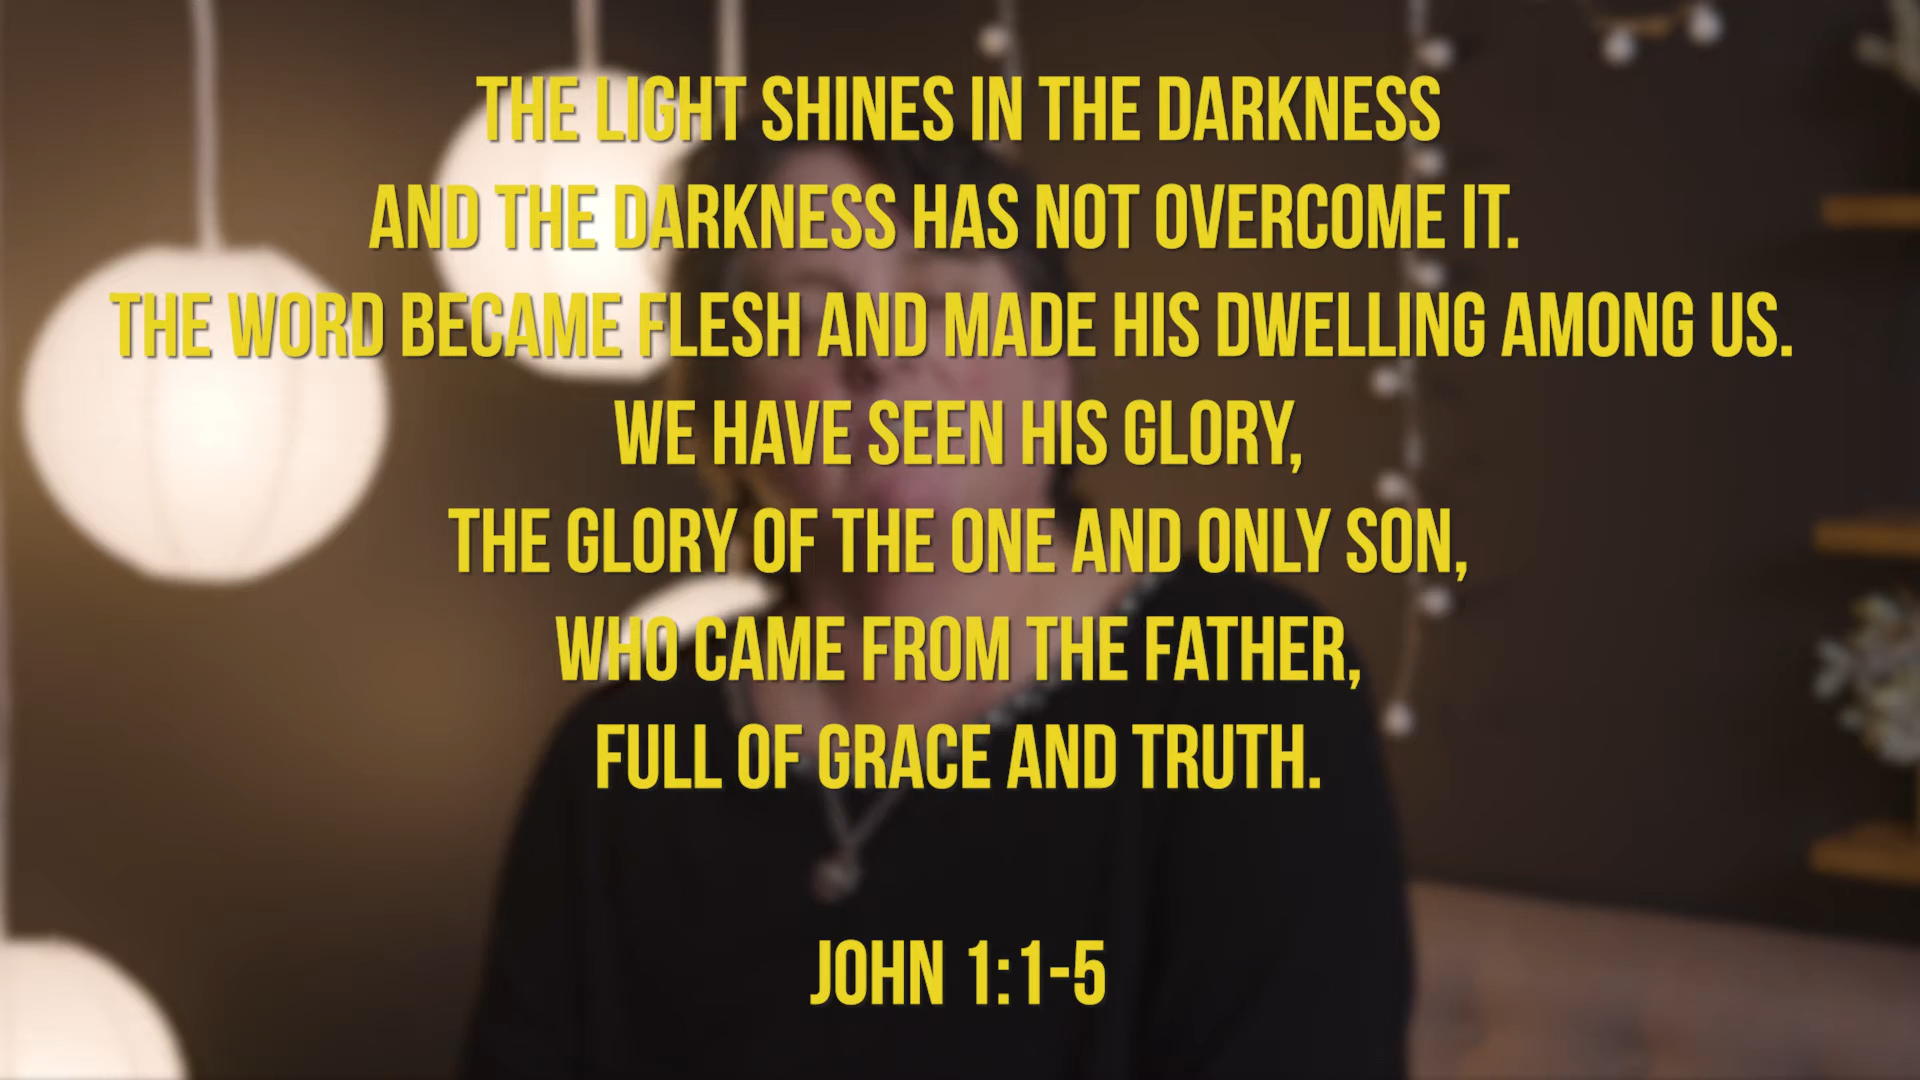 THE LIGHT SHINES IN THE DARKNESS
AND THE DARKNESS HAS NOT OVERCOME IT.
THE WORD BECAME FLESH AND MADE HIS DWELLING AMONG US.
WE HAVE SEEN HIS GLORY,
THE GLORY OF THE ONE AND ONLY SON,
WHO CAME FROM THE FATHER,
FULL OF GRACE AND TRUTH.
JOHN 1:1-5